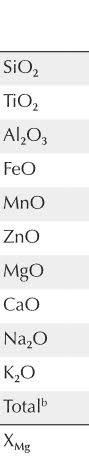 SiO₂
TiO₂
Al₂O₃
FeO
MnO
ZnO
MgO
CaO
Na₂O
K₂O
Totalᵇ
X_Mg